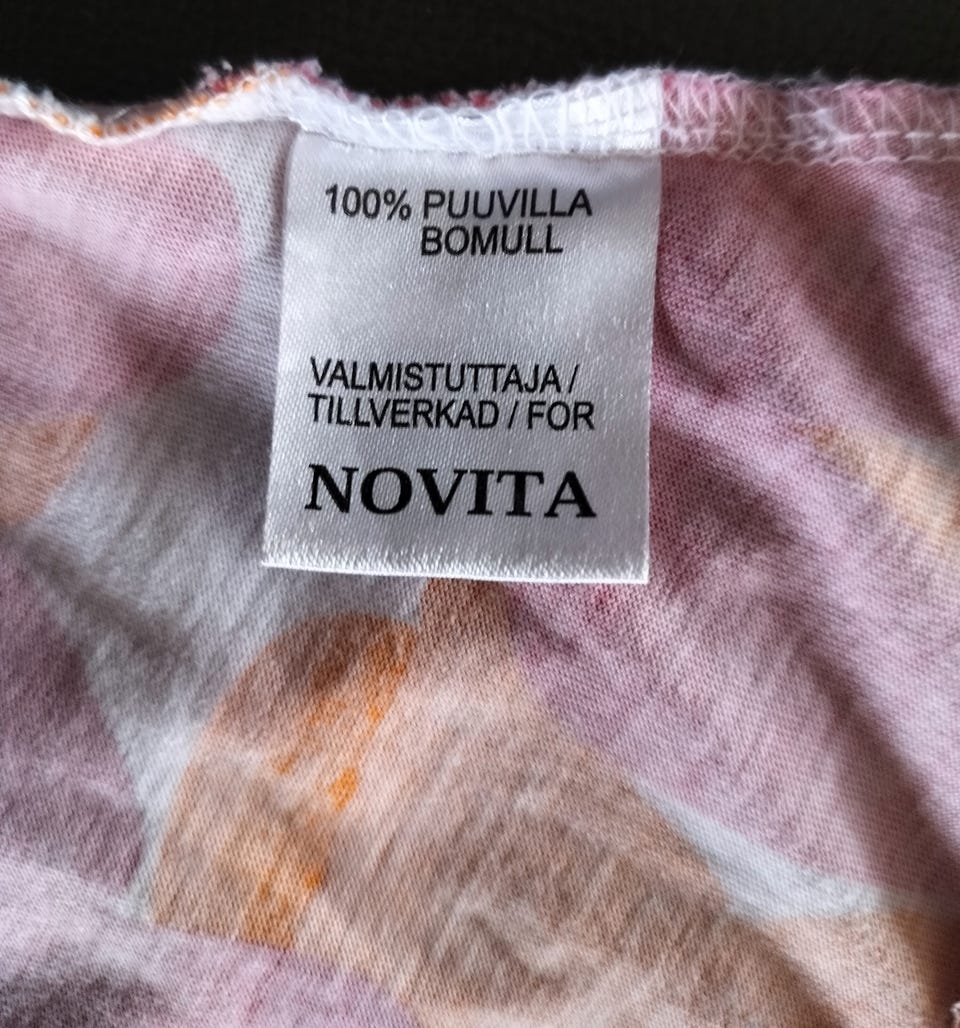 100% PUUVILLA
BOMULL
VALMISTUTTAJA /
TILLVERKAD / FOR
NOVITA